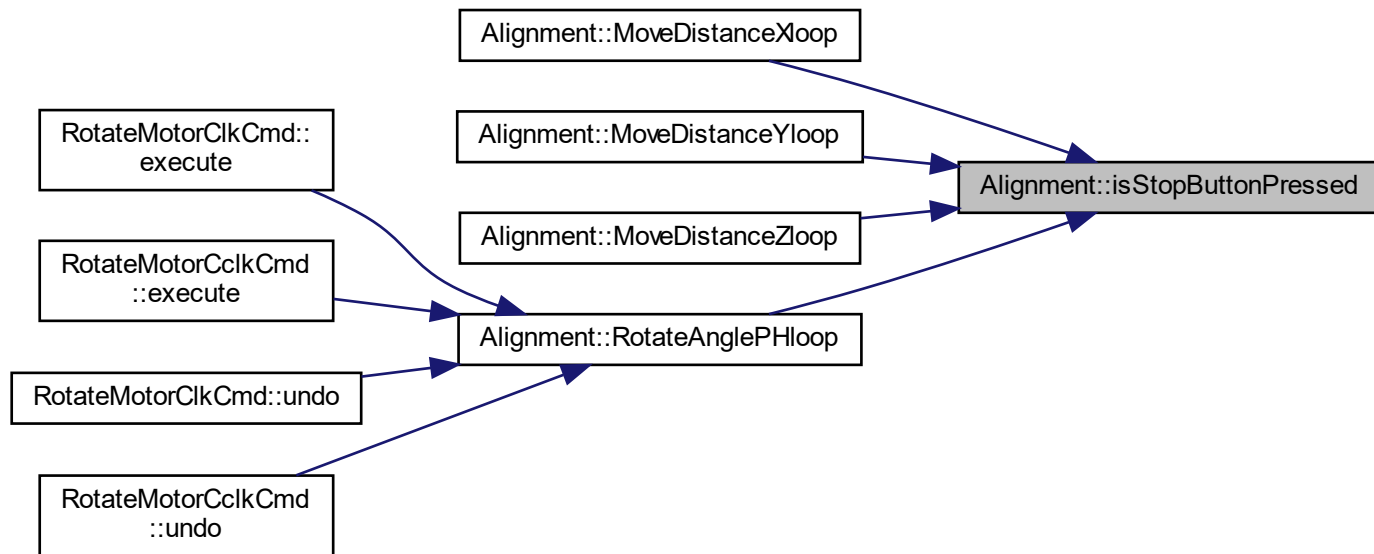 Alignment::MoveDistanceXloop
Alignment::MoveDistanceYloop
Alignment::isStopButtonPressed
Alignment::MoveDistanceZloop
RotateMotorClkCmd::
execute
RotateMotorCclkCmd
::execute
Alignment::RotateAnglePHloop
RotateMotorClkCmd::undo
RotateMotorCclkCmd
::undo